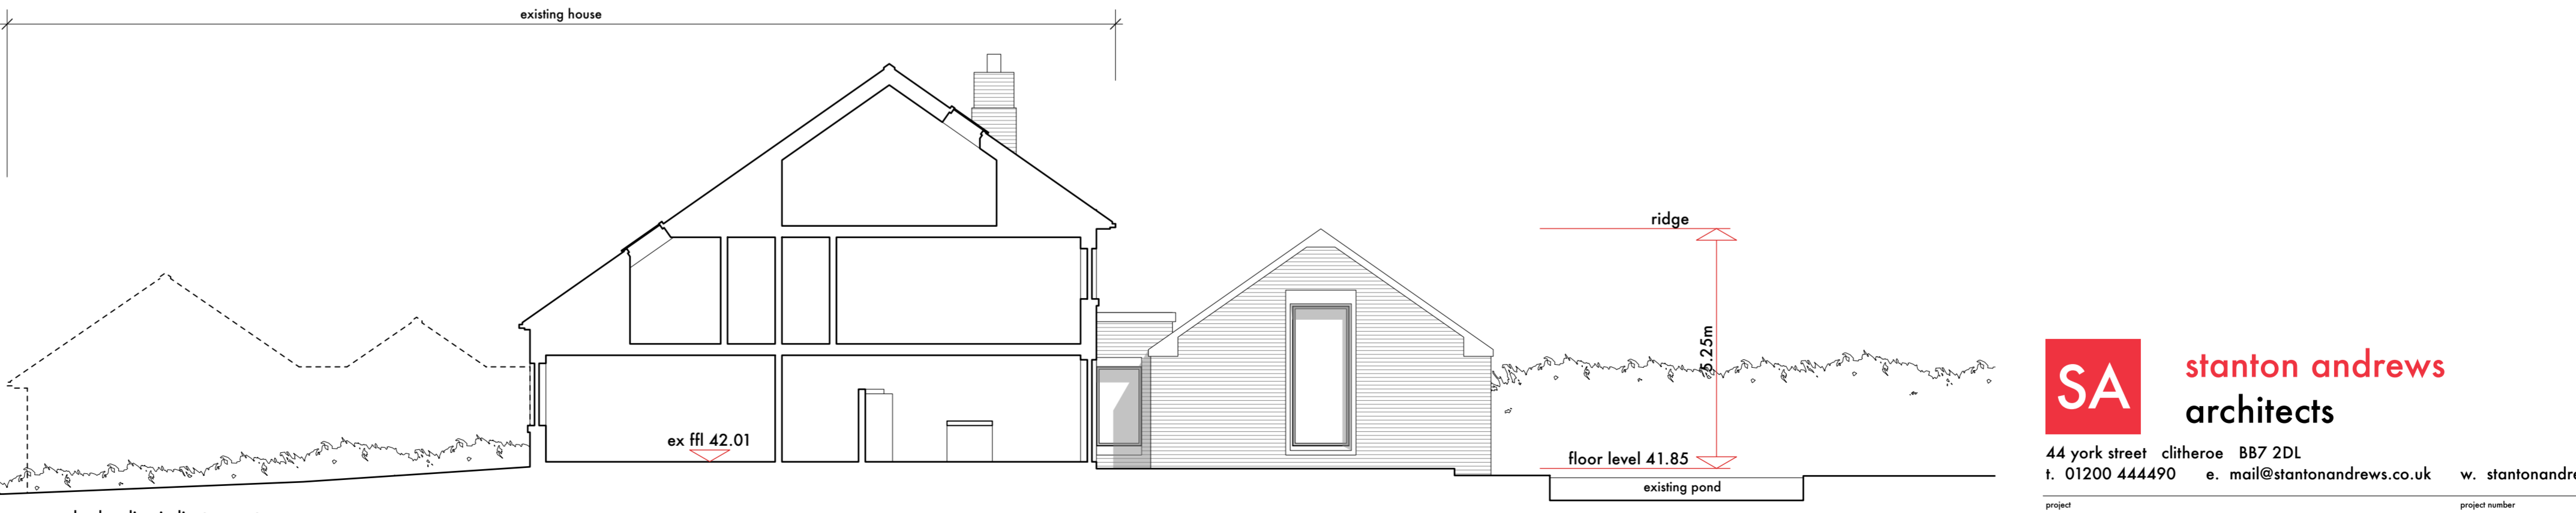 existing house
ridge
5.25m
ex ffl 42.01
floor level 41.85
existing pond
SA
stanton andrews
architects
44 york street clitheroe BB7 2DL
t. 01200 444490 e. mail@stantonandrews.co.uk w.
project project number